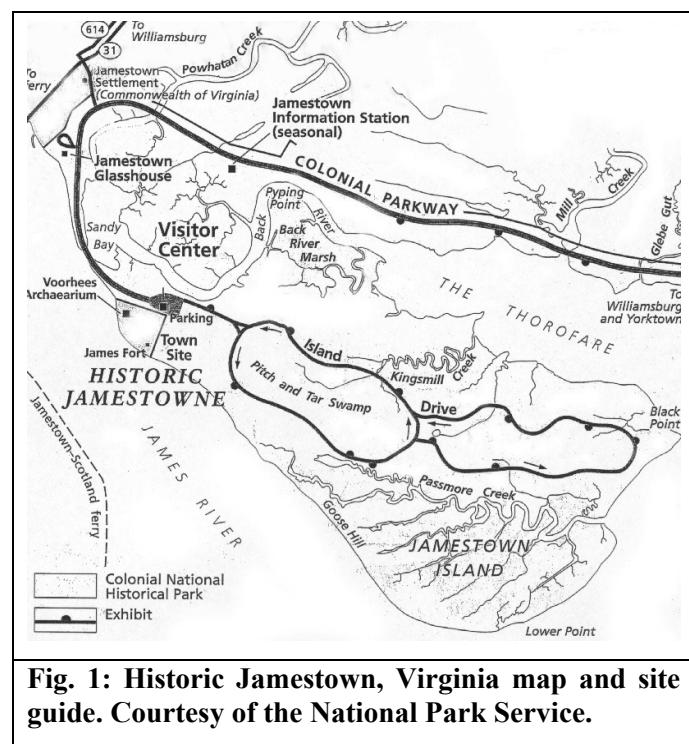 614
To
Williamsburg
31
Powhatan Creek
To
ferry
Jamestown
Settlement
(Commonwealth of Virginia)
Jamestown
Information Station
(seasonal)
Jamestown
Glasshouse
COLONIAL PARKWAY
Mill
Creek
Glebe Gut
Pyping
Point
Back
River
Visitor
Center
Back
River
Marsh
Sandy
Bay
THE THOROFARE
To
Williamsburg
and Yorktown
Voorhees
Archaearium
Parking
Town
Site
James Fort
HISTORIC
JAMESTOWNE
Island
Drive
Kingsmill
Creek
Pitch and Tar Swamp
Black
Point
Jamestown-Scotland ferry
JAMES RIVER
Passmore Creek
Goose Hill
JAMESTOWN
ISLAND
Lower Point
Colonial National
Historical Park
Exhibit
Fig. 1: Historic Jamestown, Virginia map and site
guide. Courtesy of the National Park Service.